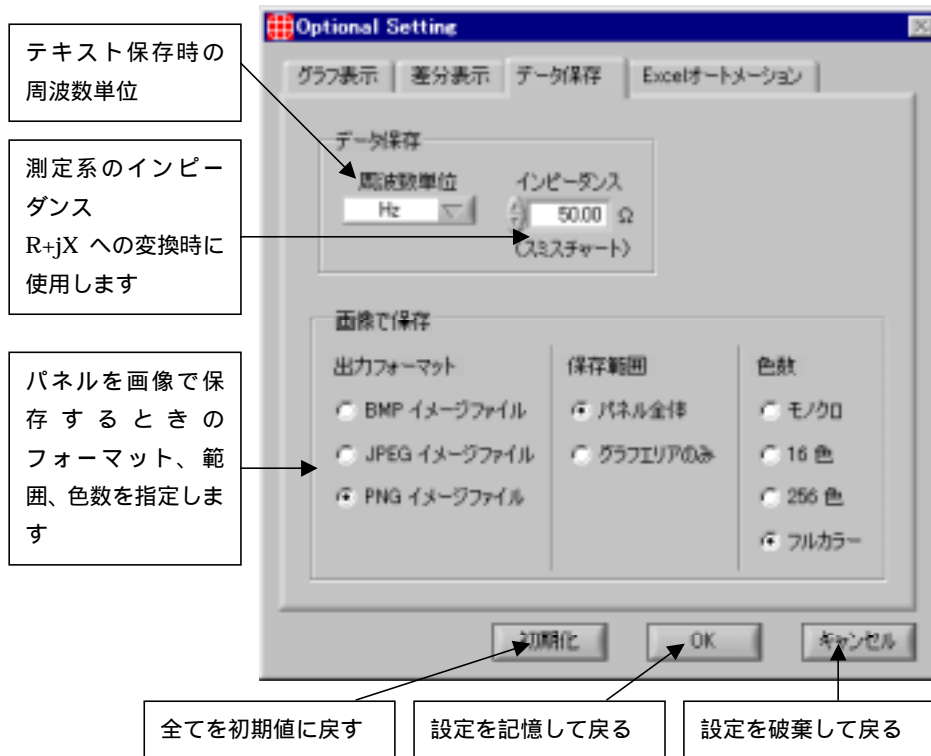 テキスト保存時の
周波数単位
測定系のインピー
ダンス
R+jX への変換時に
使用します
パネルを画像で保
存するときの
フォーマット、範
囲、色数を指定しま
す
Optional Setting
グラフ表示 差分表示 データ保存 Excelオートメーション
データ保存
周波数単位 インピーダンス
Hz 50.00 Ω
(スミスチャート)
画像で保存
出力フォーマット 保存範囲 色数
BMP イメージファイル パネル全体 モノクロ
JPEG イメージファイル グラフエリアのみ 16 色
PNG イメージファイル 256 色
フルカラー
初期化 OK キャンセル
全てを初期値に戻す 設定を記憶して戻る 設定を破棄して戻る